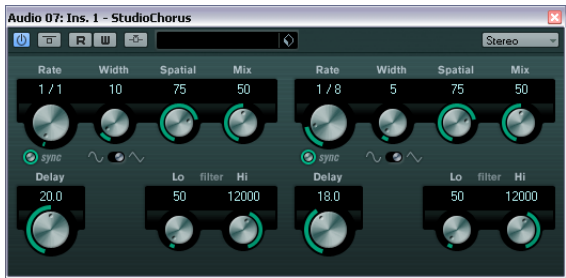 Audio 07: Ins. 1 - StudioChorus
R W Stereo
Rate Width Spatial Mix Rate Width Spatial Mix
1 / 1 10 75 50 1 / 8 5 75 50
sync sync
Delay Lo filter Hi Delay Lo filter Hi
20.0 50 12000 18.0 50 12000